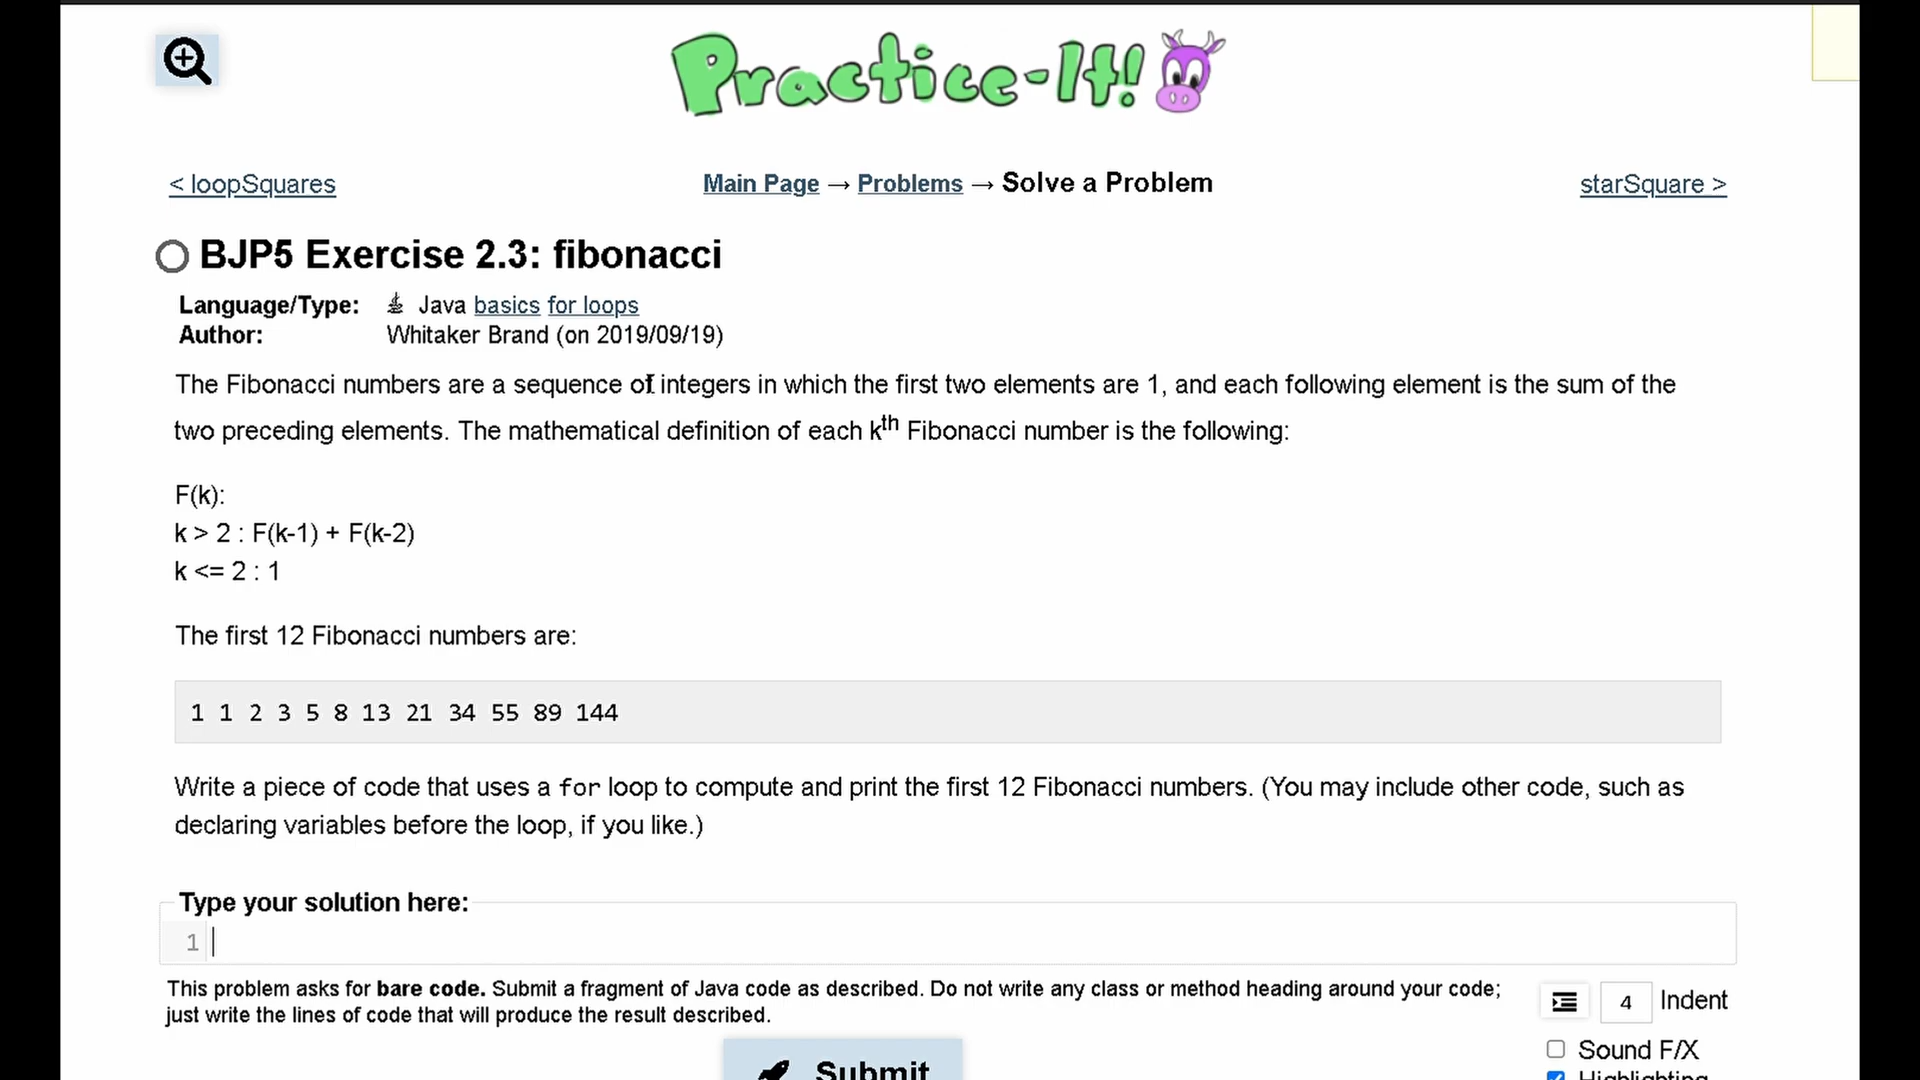 Practice-It!
< loopSquares
Main Page → Problems → Solve a Problem
starSquare >
BJP5 Exercise 2.3: fibonacci
Language/Type: Java basics for loops
Author: Whitaker Brand (on 2019/09/19)
The Fibonacci numbers are a sequence of integers in which the first two elements are 1, and each following element is the sum of the
two preceding elements. The mathematical definition of each kth Fibonacci number is the following:
F(k):
k > 2 : F(k-1) + F(k-2)
k <= 2 : 1
The first 12 Fibonacci numbers are:
1 1 2 3 5 8 13 21 34 55 89 144
Write a piece of code that uses a for loop to compute and print the first 12 Fibonacci numbers. (You may include other code, such as
declaring variables before the loop, if you like.)
Type your solution here:
1
This problem asks for bare code. Submit a fragment of Java code as described. Do not write any class or method heading around your code;
just write the lines of code that will produce the result described.
4 Indent
Sound F/X
Submit
Highlighting